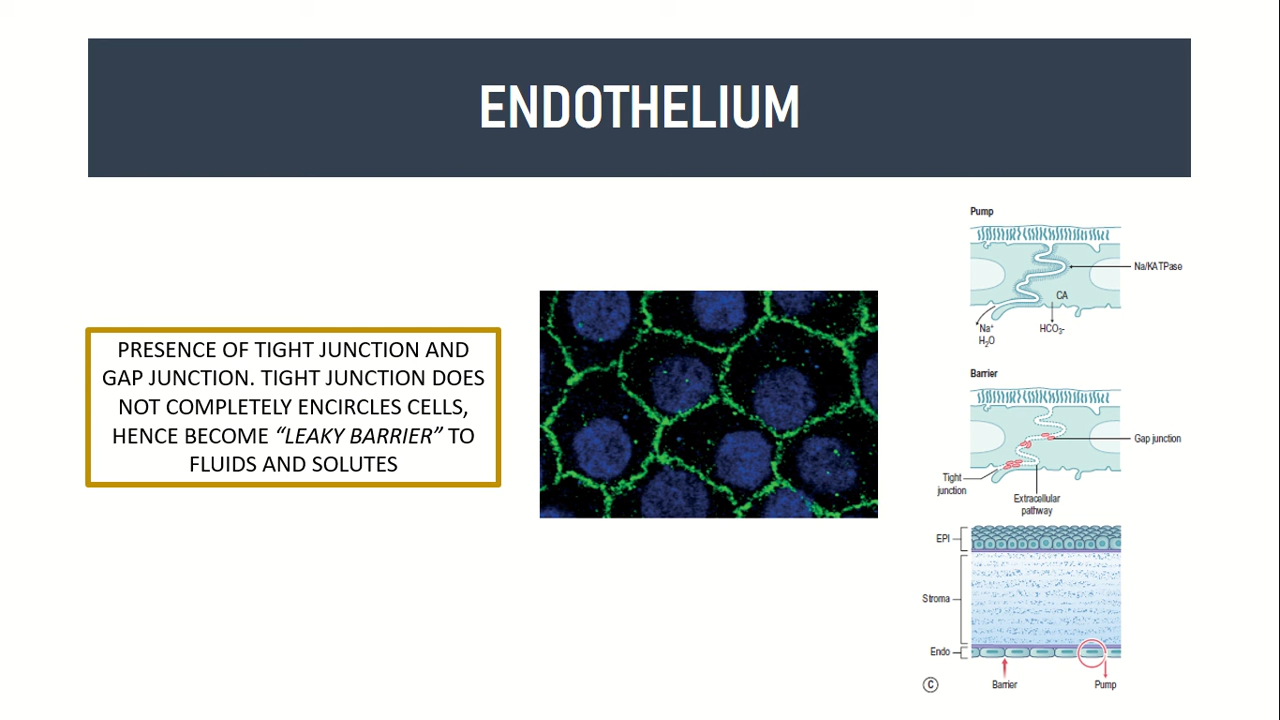 ENDOTHELIUM
PRESENCE OF TIGHT JUNCTION AND
GAP JUNCTION. TIGHT JUNCTION DOES
NOT COMPLETELY ENCIRCLES CELLS,
HENCE BECOME “LEAKY BARRIER” TO
FLUIDS AND SOLUTES
Pump
Na/KATPase
CA
Na⁺
H₂O
HCO₃-
Barrier
Gap junction
Tight
junction
Extracellular
pathway
EPI
Stroma
Endo
C
Barrier
Pump